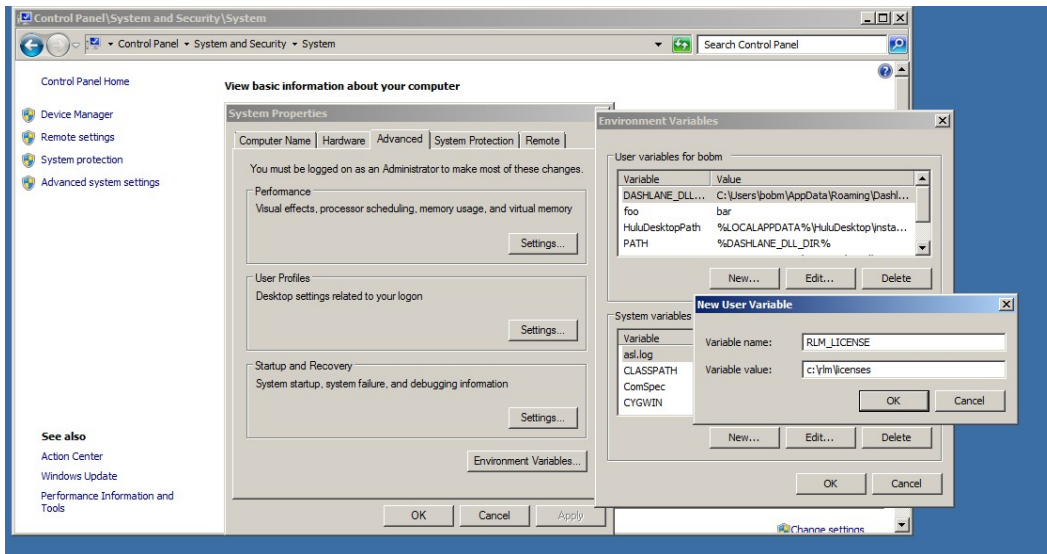 Control Panel\System and Security\System
Control Panel System and Security System
Search Control Panel
Control Panel Home
Device Manager
Remote settings
System protection
Advanced system settings
See also
Action Center
Windows Update
Performance Information and
Tools
View basic information about your computer
System Properties
Computer Name Hardware Advanced System Protection Remote
You must be logged on as an Administrator to make most of these changes.
Performance
Visual effects, processor scheduling, memory usage, and virtual memory
Settings...
User Profiles
Desktop settings related to your logon
Settings...
Startup and Recovery
System startup, system failure, and debugging information
Settings...
Environment Variables...
OK Cancel Apply
Environment Variables
User variables for bobm
Variable Value
DASHLANE_DLL... C:\Users\bobm\AppData\Roaming\Dashl...
foo bar
HuluDesktopPath %LOCALAPPDATA%\HuluDesktop\insta...
PATH %DASHLANE_DLL_DIR%
New... Edit... Delete
System variables
Variable
asl.log
CLASSPATH
ComSpec
CYGWIN
New... Edit... Delete
OK Cancel
New User Variable
Variable name: RLM_LICENSE
Variable value: c:\rlm\licenses
OK Cancel
Change settings